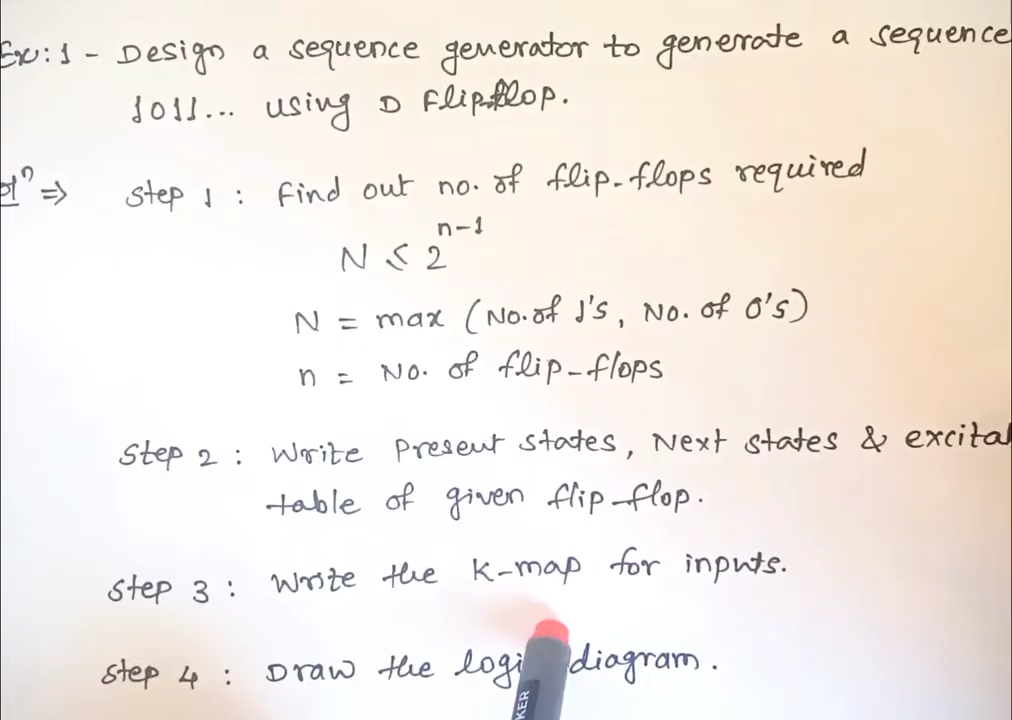 Ex:1 - Design a sequence generator to generate a sequence
1011... using D Flip-flop.
⇒ Step 1 : Find out no. of flip-flops required
N ≤ 2^{n-1}
N = max (No. of 1's, No. of 0's)
n = No. of flip-flops
Step 2 : Write Present states, Next states & excita
table of given flip-flop.
Step 3 : Write the K-map for inputs.
Step 4 : Draw the logi diagram.
KER